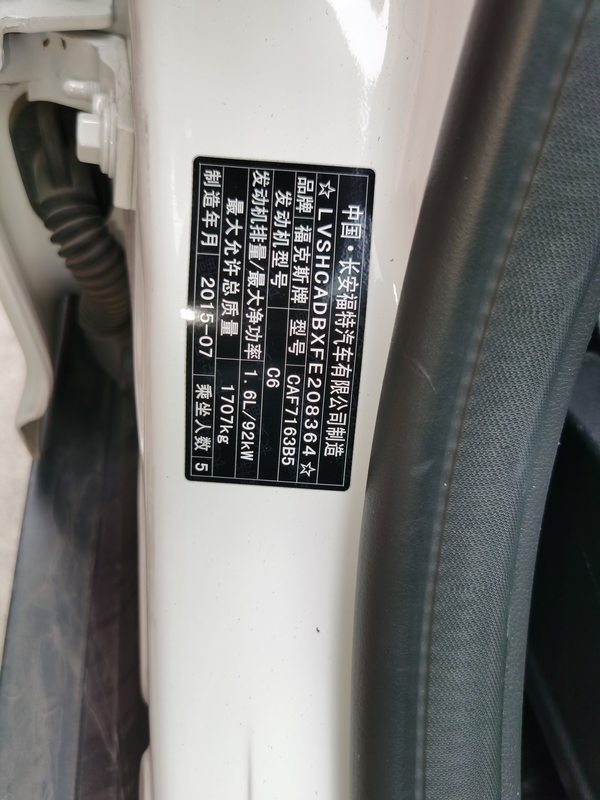 中国·长安福特汽车有限公司制造
☆LVSHCADBXFE208364☆
品牌 福克斯牌 型号 CAF7163B5
发动机型号 C6
发动机排量/最大净功率 1.6L/92kW
最大允许总质量 1707kg
制造年月 2015-07 乘坐人数 5